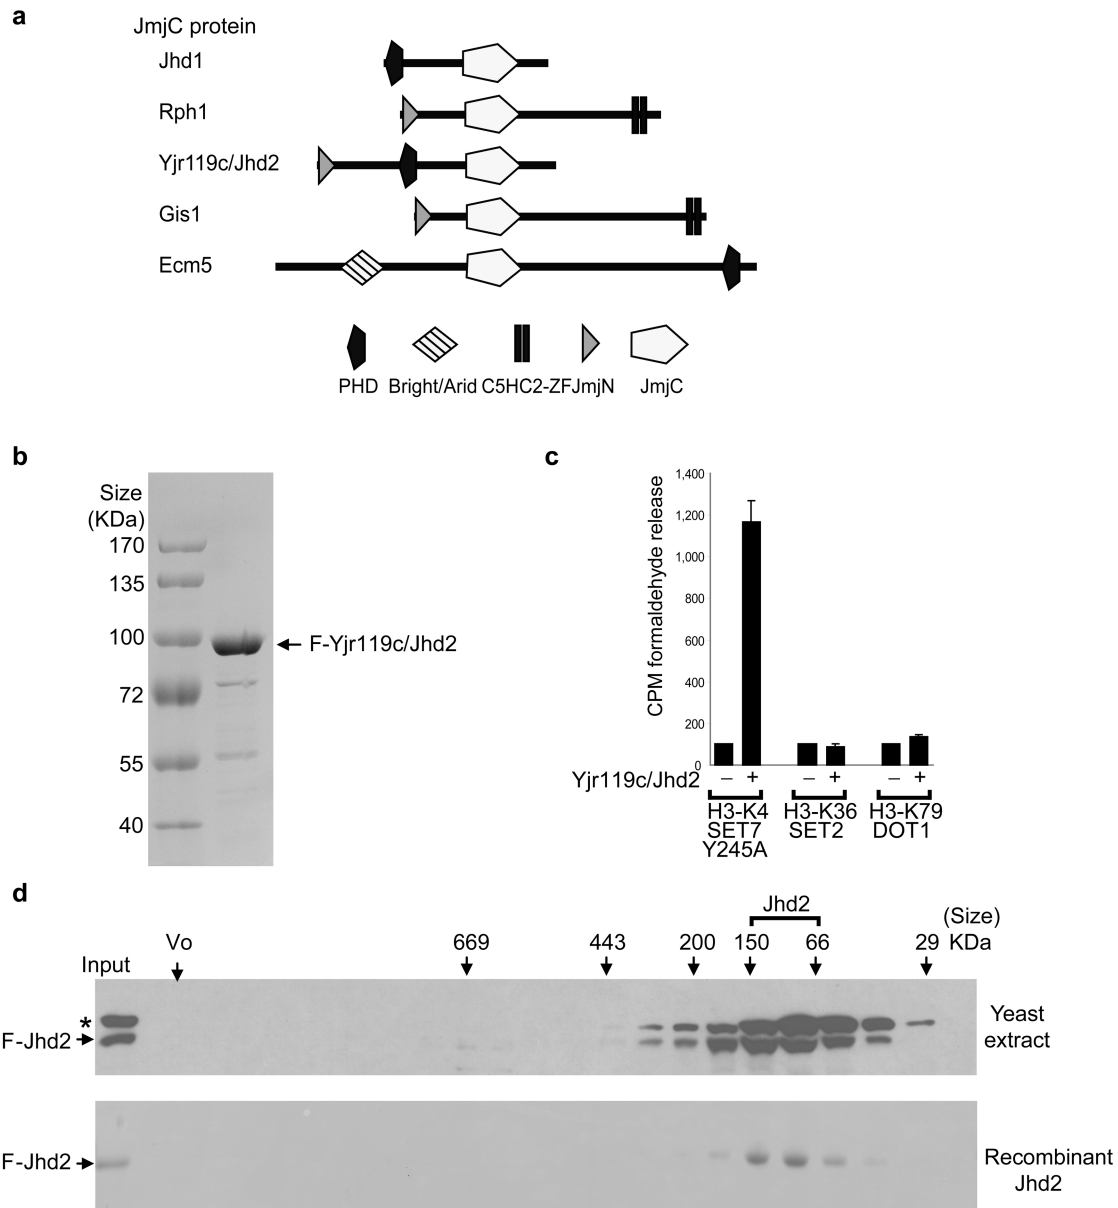 a
JmjC protein
Jhd1
Rph1
Yjr119c/Jhd2
Gis1
Ecm5
PHD Bright/Arid C5HC2-ZF JmjN JmjC
b
Size
(KDa)
170
135
100
72
55
40
F-Yjr119c/Jhd2
c
CPM formaldehyde release
1,400
1,200
1,000
800
600
400
200
0
Yjr119c/Jhd2 – + – + – +
H3-K4 H3-K36 H3-K79
SET7 SET2 DOT1
Y245A
d
Jhd2
(Size)
Vo 669 443 200 150 66 29 KDa
Input
*
F-Jhd2
Yeast
extract
F-Jhd2
Recombinant
Jhd2